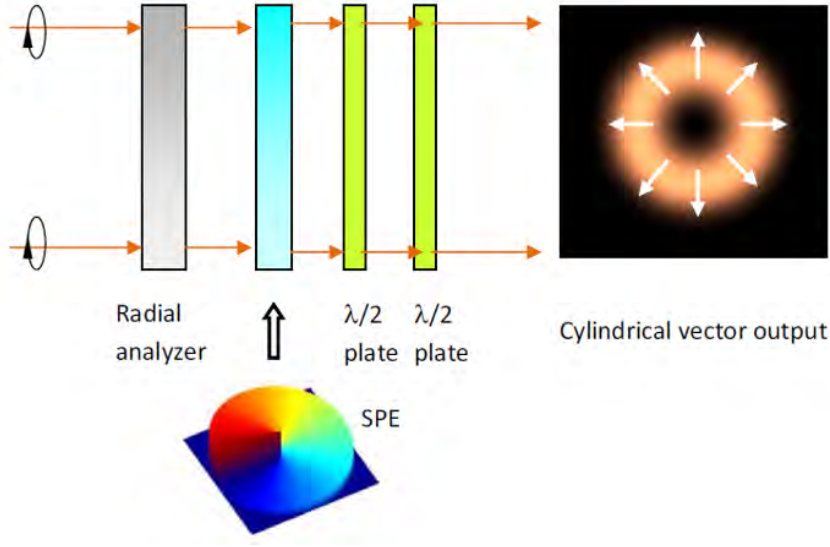 Radial
analyzer
λ/2
plate
λ/2
plate
Cylindrical vector output
SPE